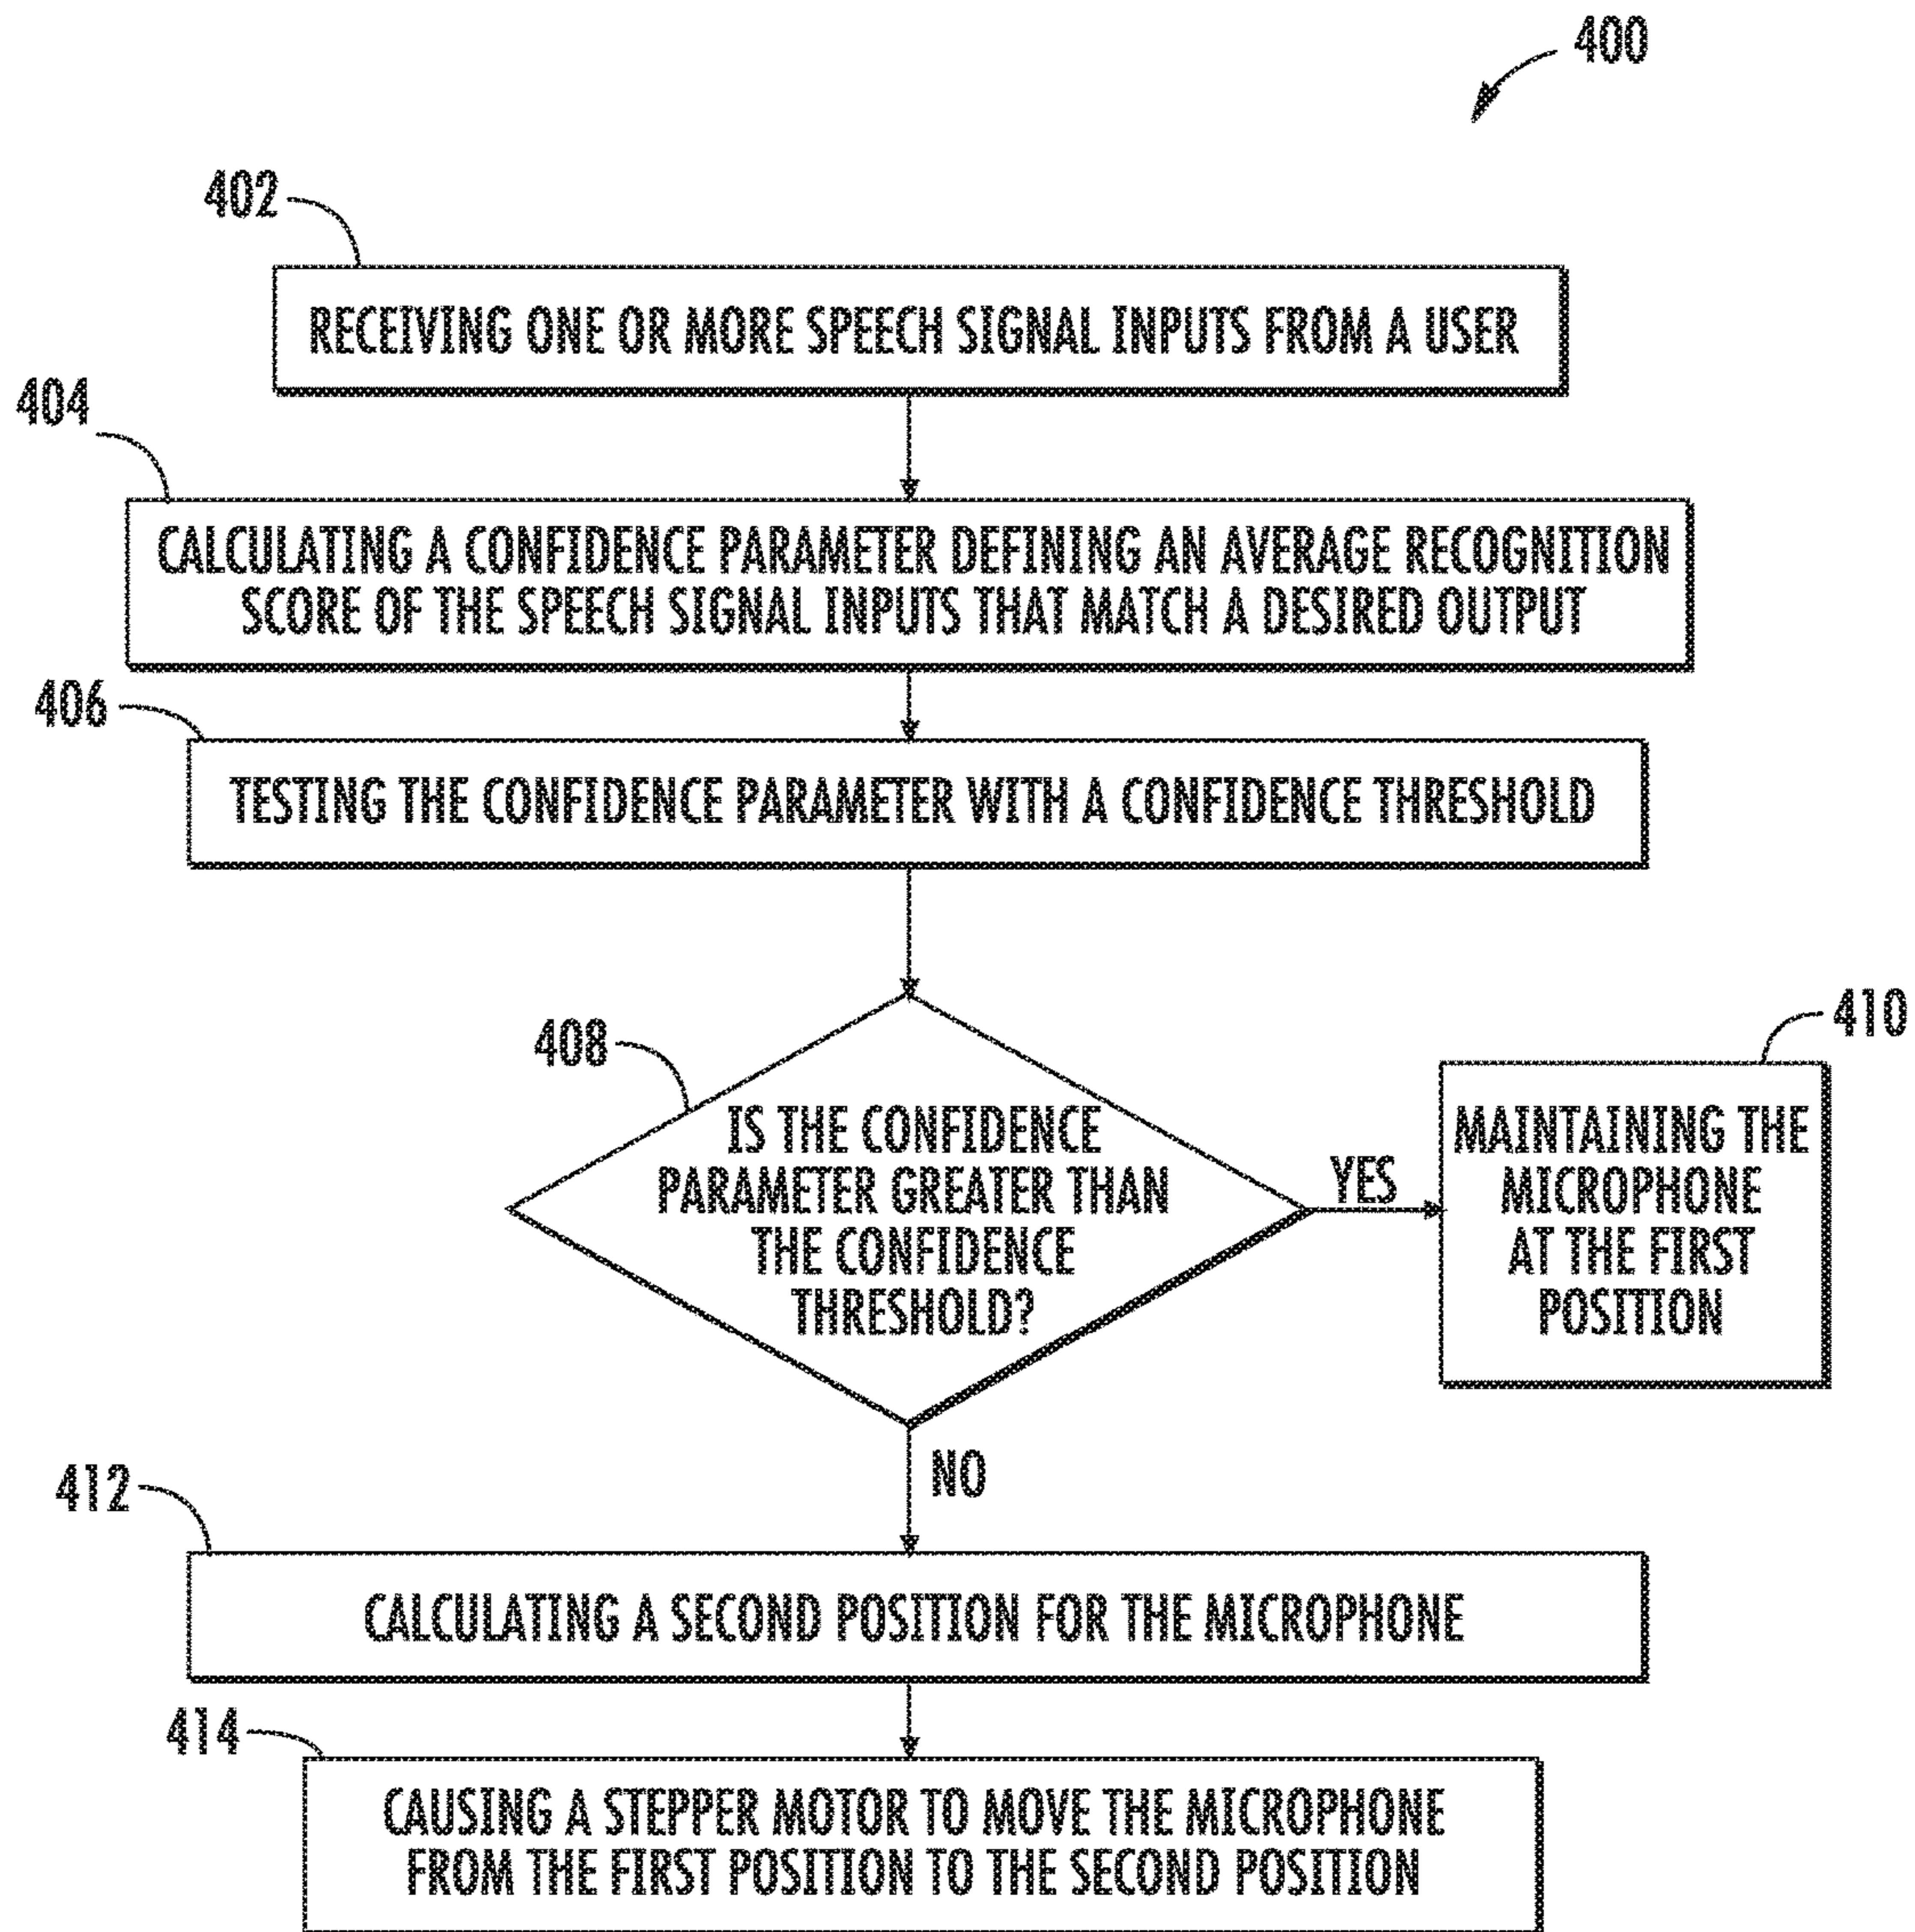 400
402
RECEIVING ONE OR MORE SPEECH SIGNAL INPUTS FROM A USER
404
CALCULATING A CONFIDENCE PARAMETER DEFINING AN AVERAGE RECOGNITION
SCORE OF THE SPEECH SIGNAL INPUTS THAT MATCH A DESIRED OUTPUT
406
TESTING THE CONFIDENCE PARAMETER WITH A CONFIDENCE THRESHOLD
408
IS THE CONFIDENCE
PARAMETER GREATER THAN
THE CONFIDENCE
THRESHOLD?
YES
410
MAINTAINING THE
MICROPHONE
AT THE FIRST
POSITION
NO
412
CALCULATING A SECOND POSITION FOR THE MICROPHONE
414
CAUSING A STEPPER MOTOR TO MOVE THE MICROPHONE
FROM THE FIRST POSITION TO THE SECOND POSITION